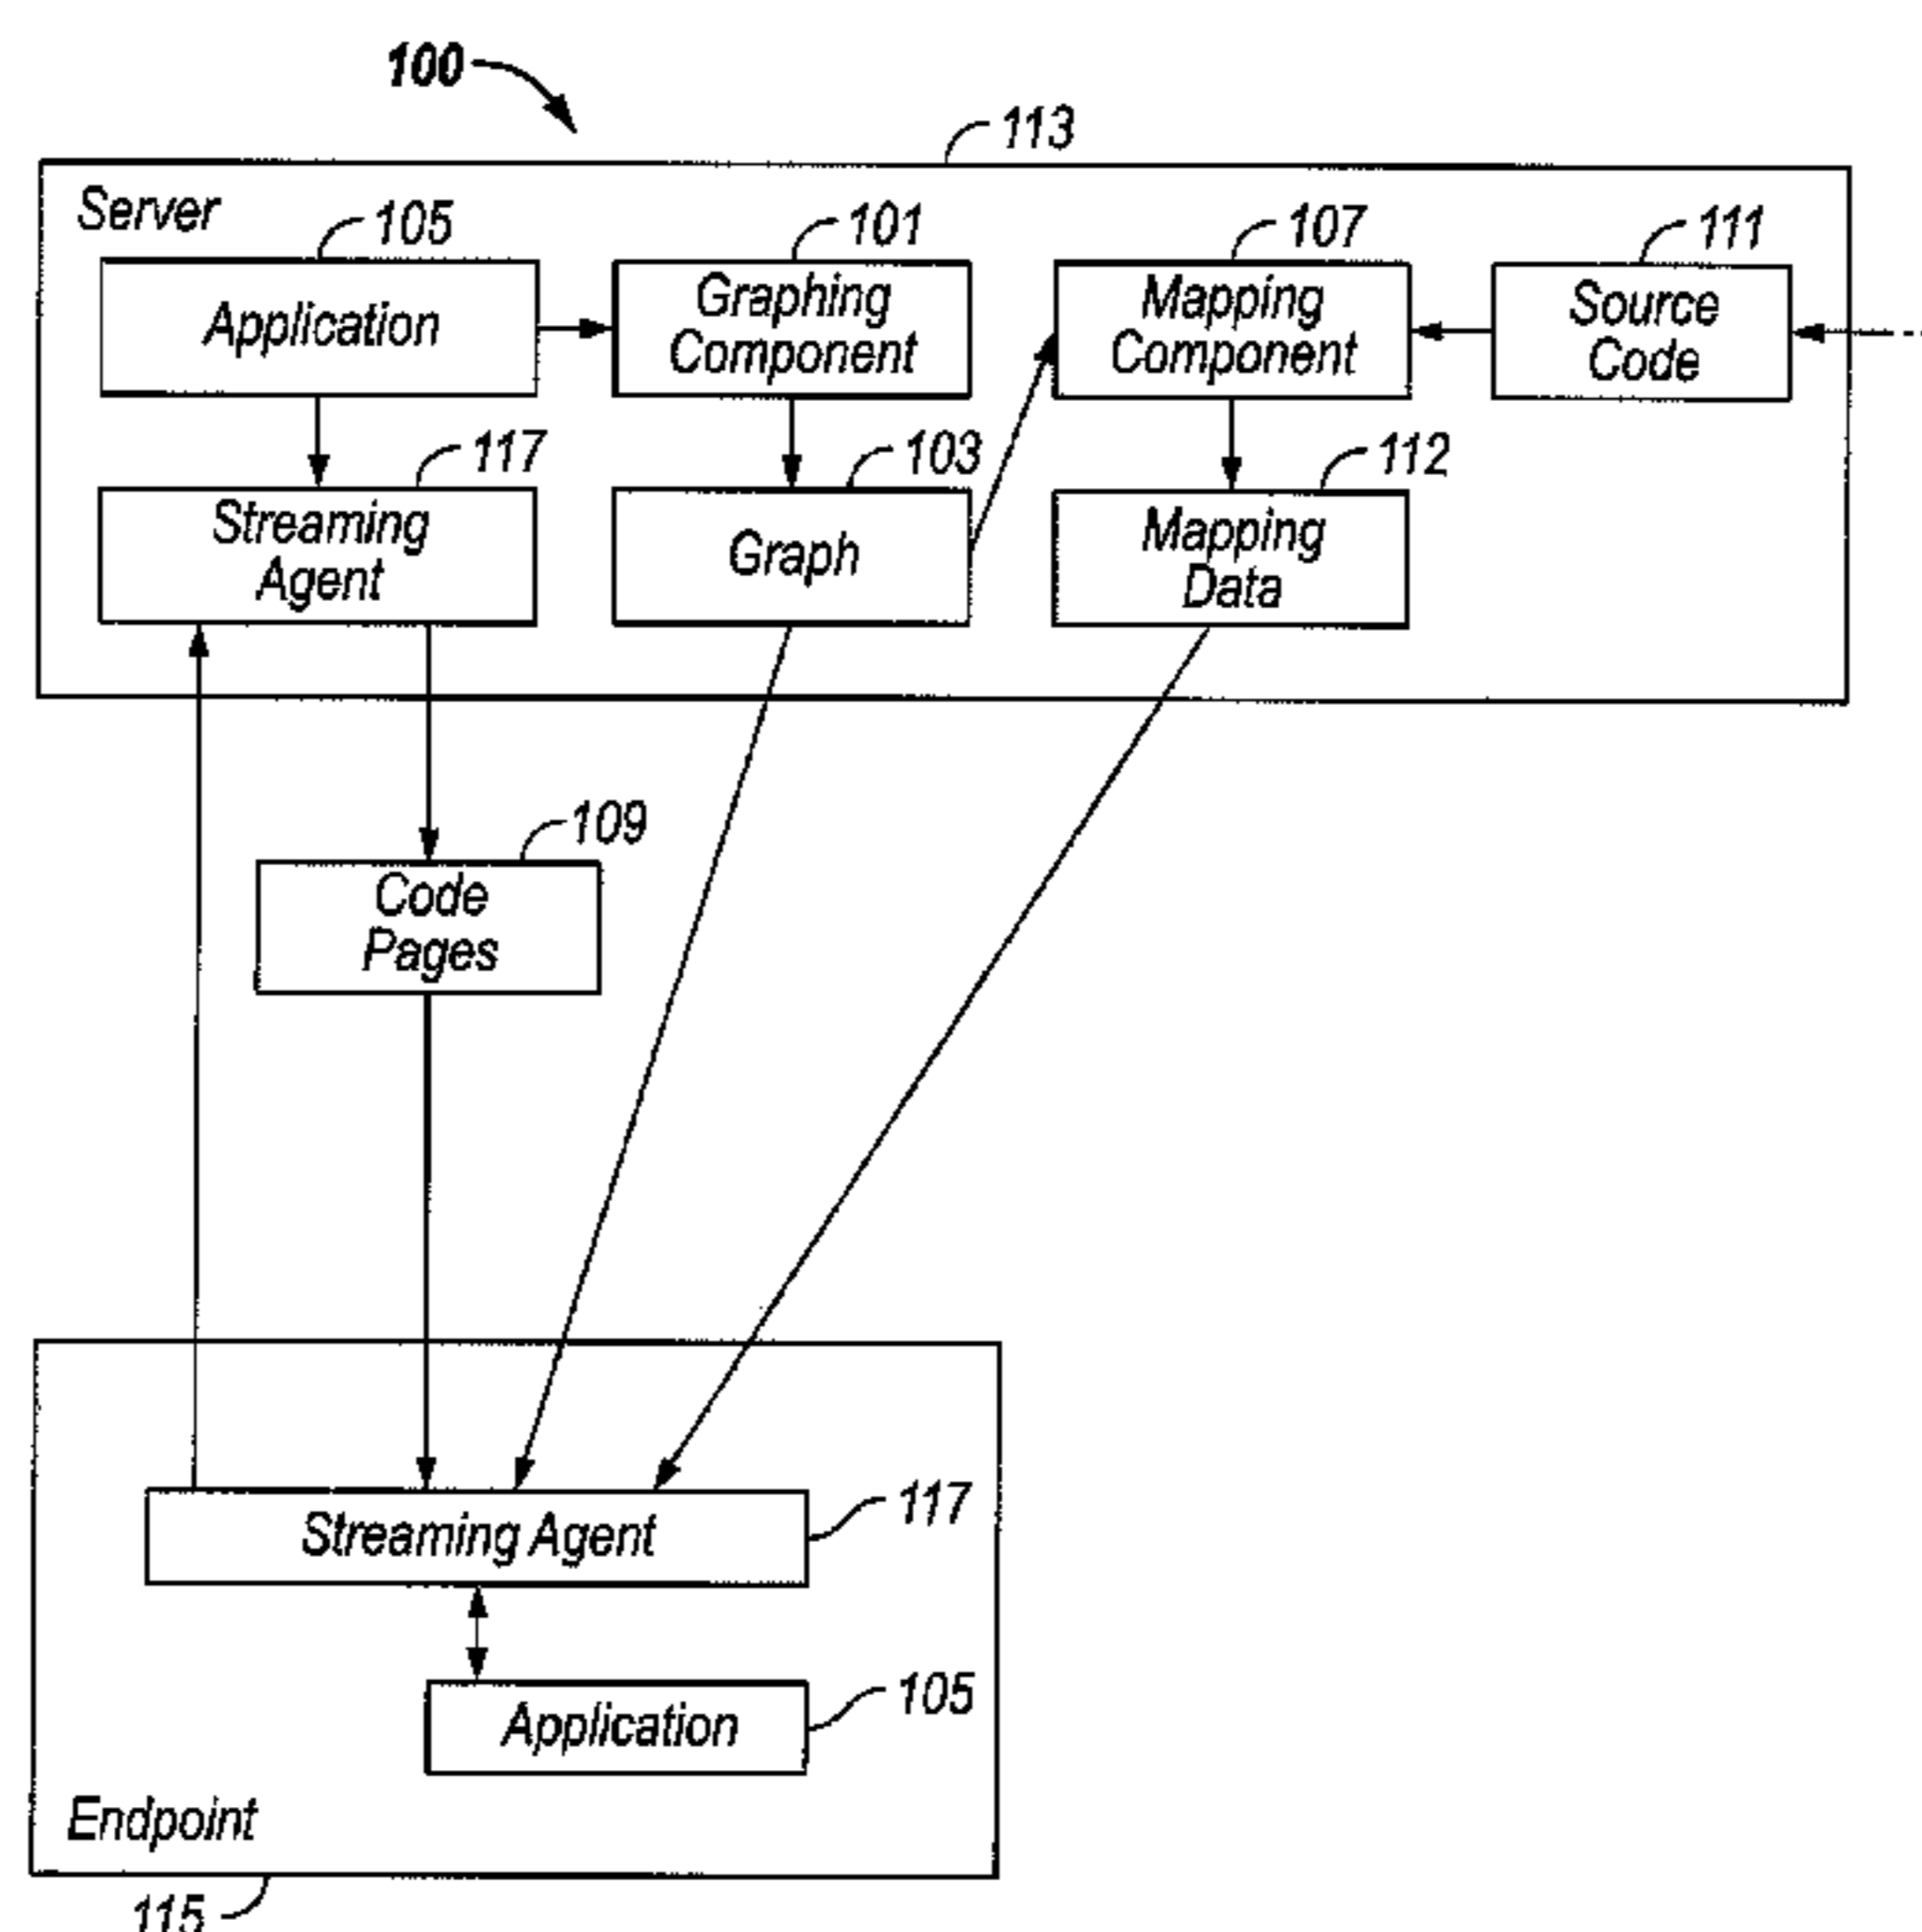 100
113
Server
105
101
107
111
Application
Graphing
Component
Mapping
Component
Source
Code
117
103
112
Streaming
Agent
Graph
Mapping
Data
109
Code
Pages
Streaming Agent
117
Application
105
Endpoint
115